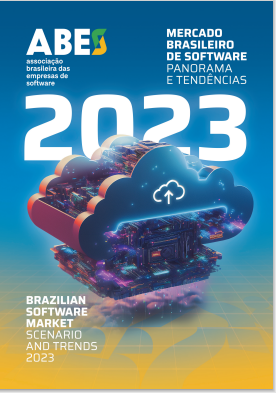 ABES
associação
brasileira das
empresas de
software
MERCADO
BRASILEIRO
DE SOFTWARE
PANORAMA
E TENDÊNCIAS
2023
BRAZILIAN
SOFTWARE
MARKET
SCENARIO
AND TRENDS
2023